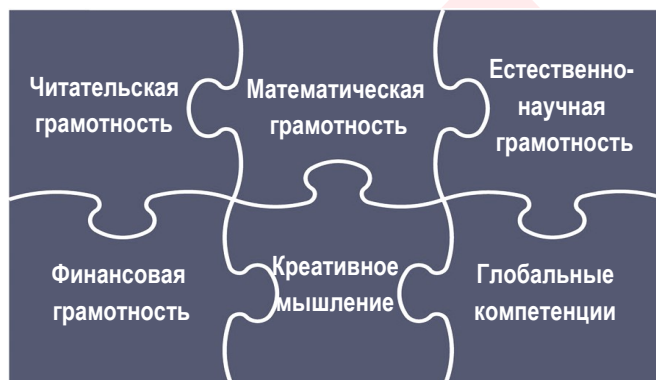 Читательская
грамотность
Математическая
грамотность
Естественно-
научная
грамотность
Финансовая
грамотность
Креативное
мышление
Глобальные
компетенции